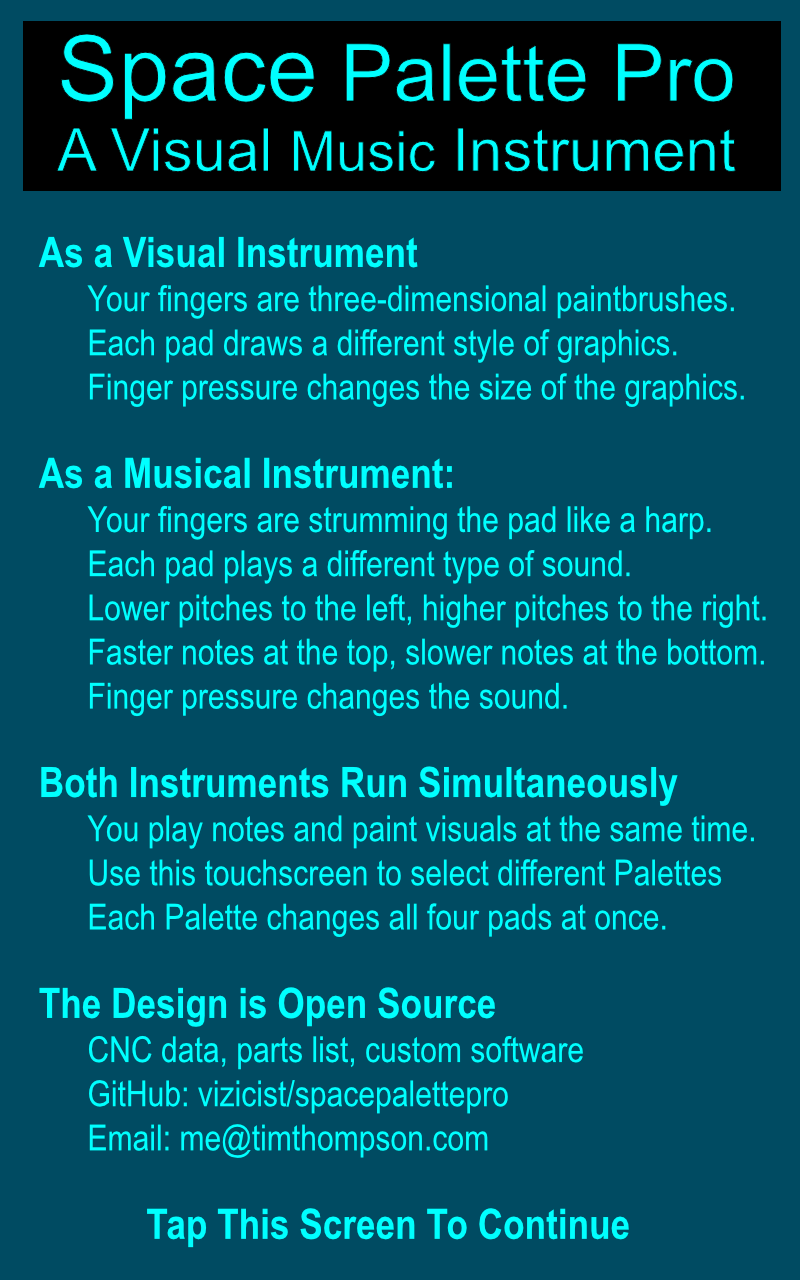 Space Palette Pro
A Visual Music Instrument
As a Visual Instrument
Your fingers are three-dimensional paintbrushes.
Each pad draws a different style of graphics.
Finger pressure changes the size of the graphics.
As a Musical Instrument:
Your fingers are strumming the pad like a harp.
Each pad plays a different type of sound.
Lower pitches to the left, higher pitches to the right.
Faster notes at the top, slower notes at the bottom.
Finger pressure changes the sound.
Both Instruments Run Simultaneously
You play notes and paint visuals at the same time.
Use this touchscreen to select different Palettes
Each Palette changes all four pads at once.
The Design is Open Source
CNC data, parts list, custom software
GitHub: vizicist/spacepalettepro
Email: me@timthompson.com
Tap This Screen To Continue